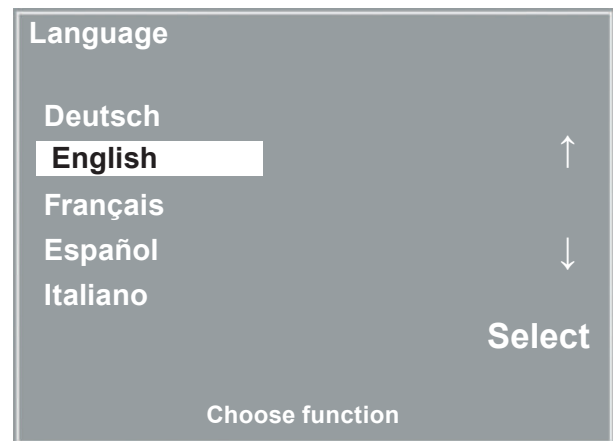 Language
Deutsch
English
↑
Français
Español
↓
Italiano
Select
Choose function